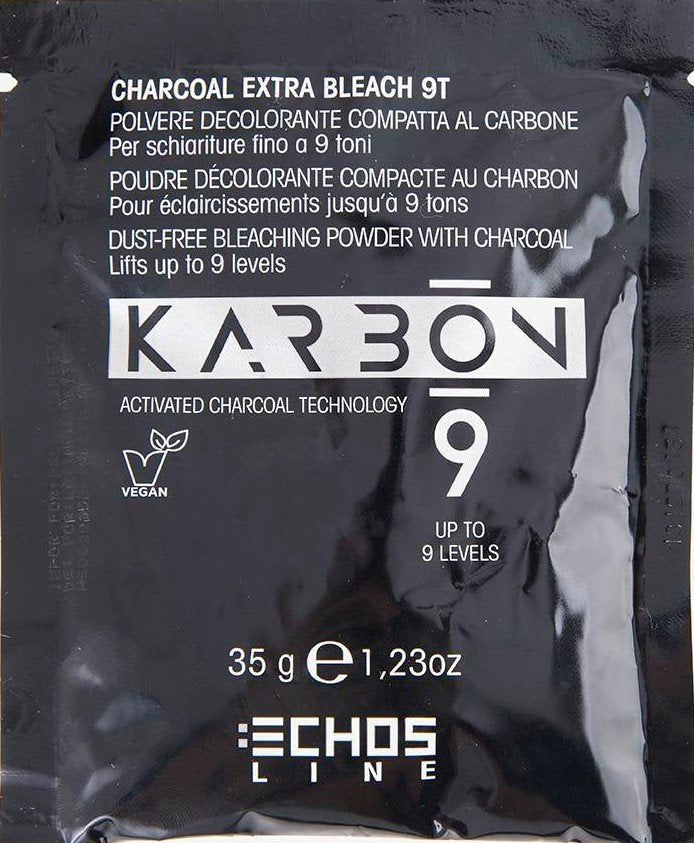 CHARCOAL EXTRA BLEACH 9T
POLVERE DECOLORANTE COMPATTA AL CARBONE
Per schiariture fino a 9 toni
POUDRE DÉCOLORANTE COMPACTE AU CHARBON
Pour éclaircissements jusqu'à 9 tons
DUST-FREE BLEACHING POWDER WITH CHARCOAL
Lifts up to 9 levels
KARBON
9
ACTIVATED CHARCOAL TECHNOLOGY
VEGAN
UP TO
9 LEVELS
35 g e 1,23oz
:ECHOS
LINE